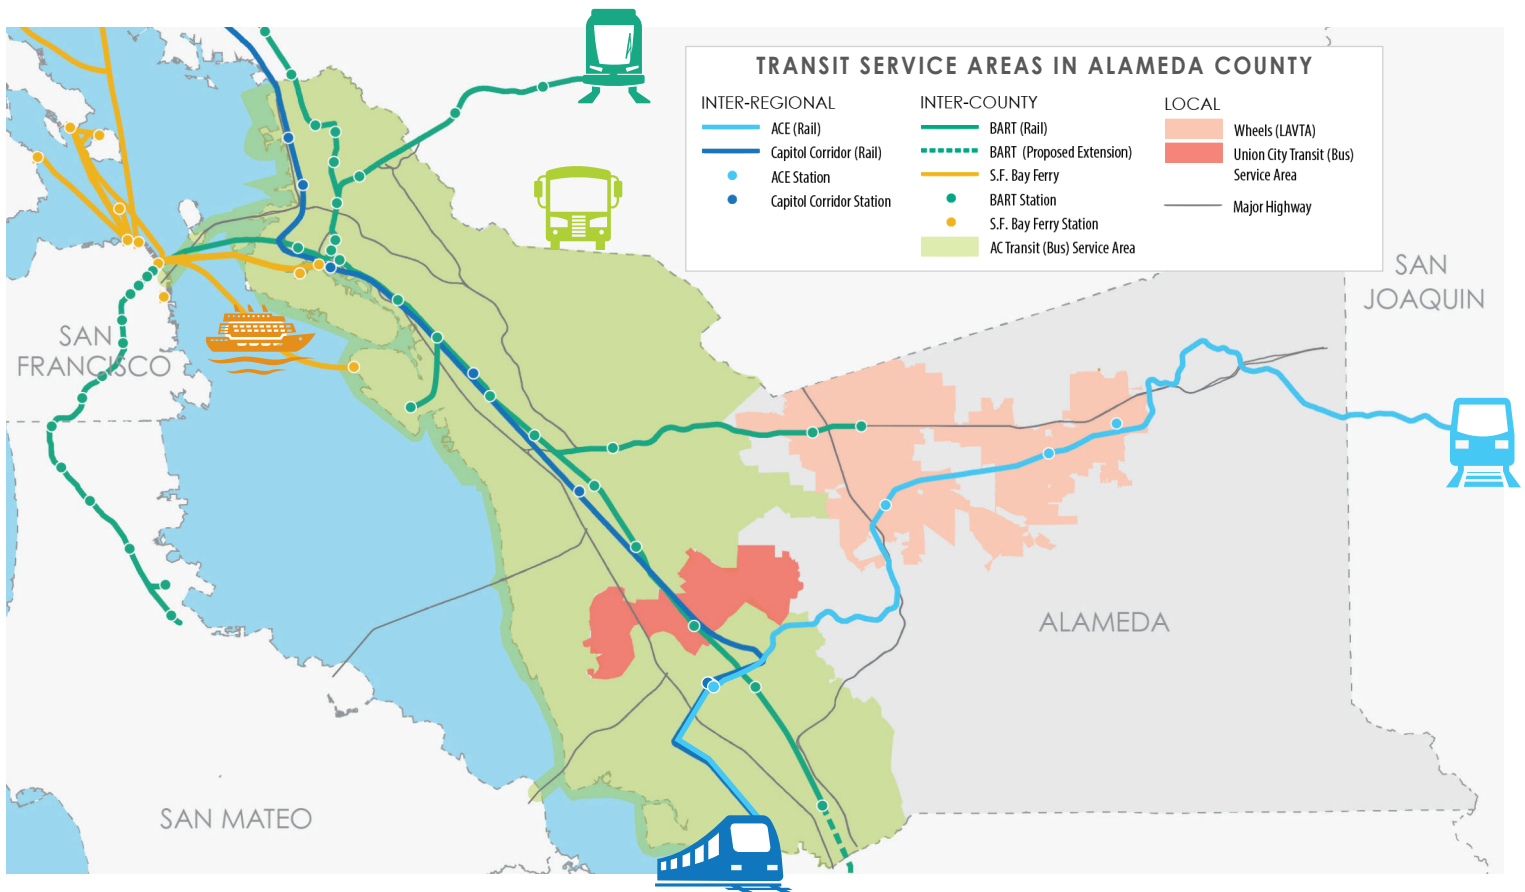 TRANSIT SERVICE AREAS IN ALAMEDA COUNTY
INTER-REGIONAL
ACE (Rail)
Capitol Corridor (Rail)
ACE Station
Capitol Corridor Station
INTER-COUNTY
BART (Rail)
BART (Proposed Extension)
S.F. Bay Ferry
BART Station
S.F. Bay Ferry Station
AC Transit (Bus) Service Area
LOCAL
Wheels (LAVTA)
Union City Transit (Bus)
Service Area
Major Highway
SAN
JOAQUIN
SAN
FRANCISCO
ALAMEDA
SAN MATEO